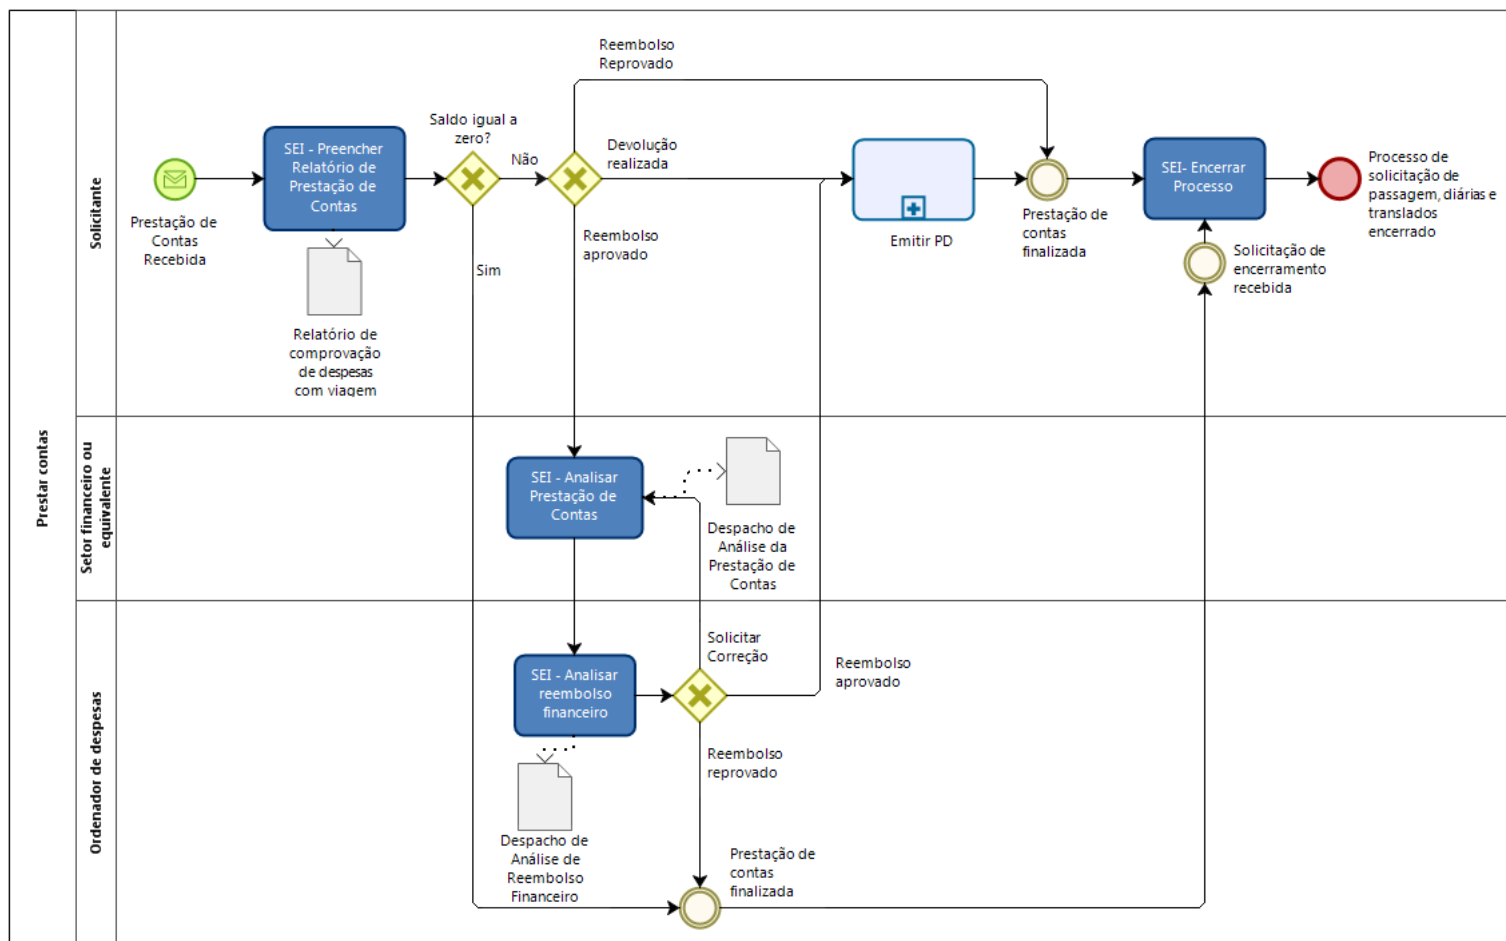 Prestar contas
Solicitante
Prestação de
Contas
Recebida
SEI - Preencher
Relatório de
Prestação de
Contas
Relatório de
comprovação
de despesas
com viagem
Saldo igual a
zero?
Não
Sim
Reembolso
Reprovado
Devolução
realizada
Reembolso
aprovado
Emitir PD
Prestação de
contas
finalizada
SEI- Encerrar
Processo
Solicitação de
encerramento
recebida
Processo de
solicitação de
passagem, diárias e
translados
encerrado
Setor financeiro ou
equivalente
SEI - Analisar
Prestação de
Contas
Despacho de
Análise da
Prestação de
Contas
Ordenador de despesas
SEI - Analisar
reembolso
financeiro
Despacho de
Análise de
Reembolso
Financeiro
Solicitar
Correção
Reembolso
aprovado
Reembolso
reprovado
Prestação de
contas
finalizada